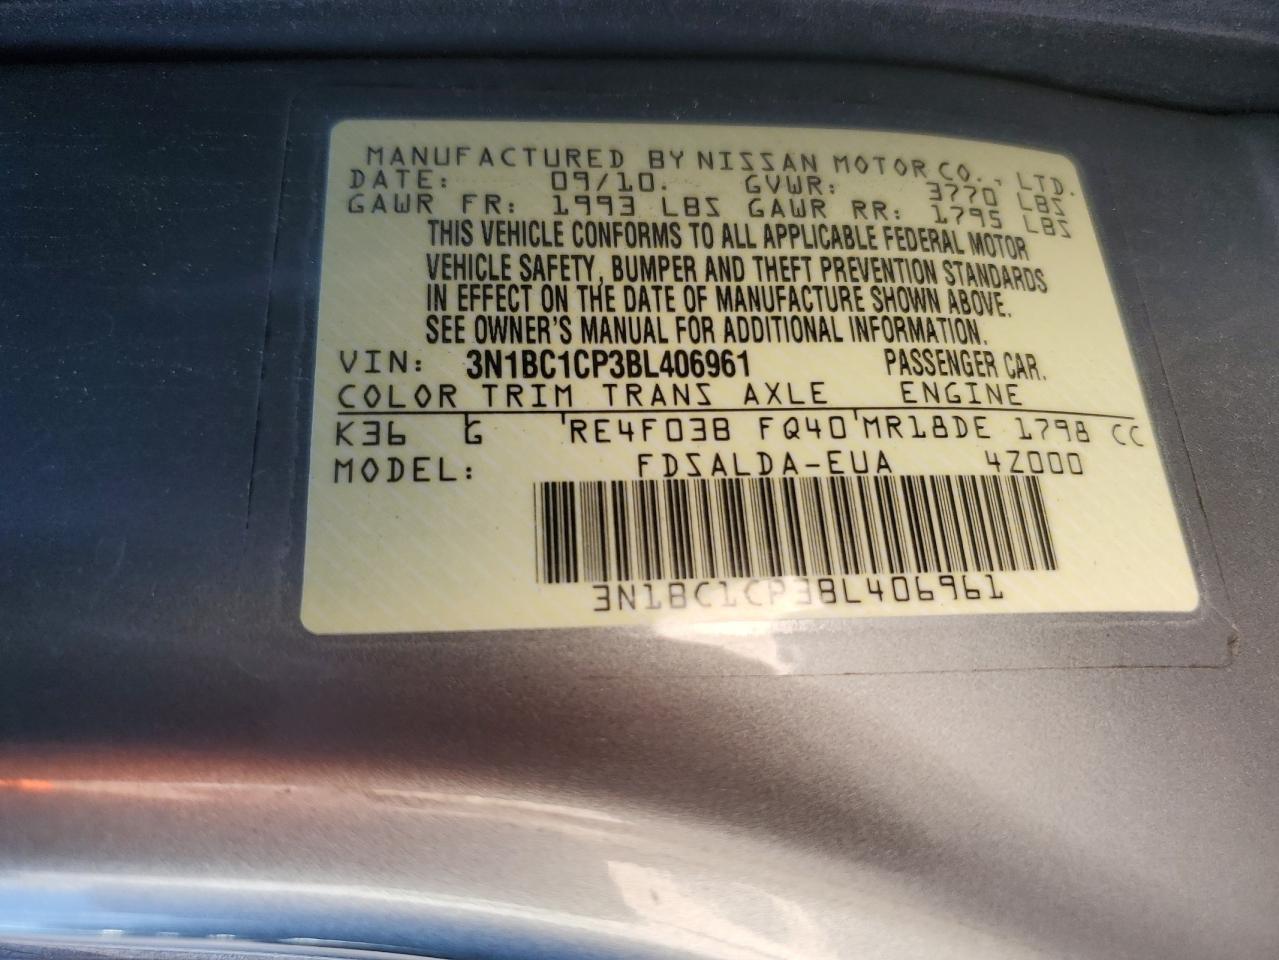 MANUFACTURED BY NISSAN MOTOR CO., LTD.
DATE: 09/10. GVWR: 3770 LBS
GAWR FR: 1993 LBS GAWR RR: 1795 LBS
THIS VEHICLE CONFORMS TO ALL APPLICABLE FEDERAL MOTOR
VEHICLE SAFETY, BUMPER AND THEFT PREVENTION STANDARDS
IN EFFECT ON THE DATE OF MANUFACTURE SHOWN ABOVE.
SEE OWNER'S MANUAL FOR ADDITIONAL INFORMATION.
VIN: 3N1BC1CP3BL406961 PASSENGER CAR.
COLOR TRIM TRANS AXLE ENGINE
K36 G RE4F03B FQ40 MR18DE 1798 CC
MODEL: FDSALDA-EUA 4Z000
3N1BC1CP3BL406961